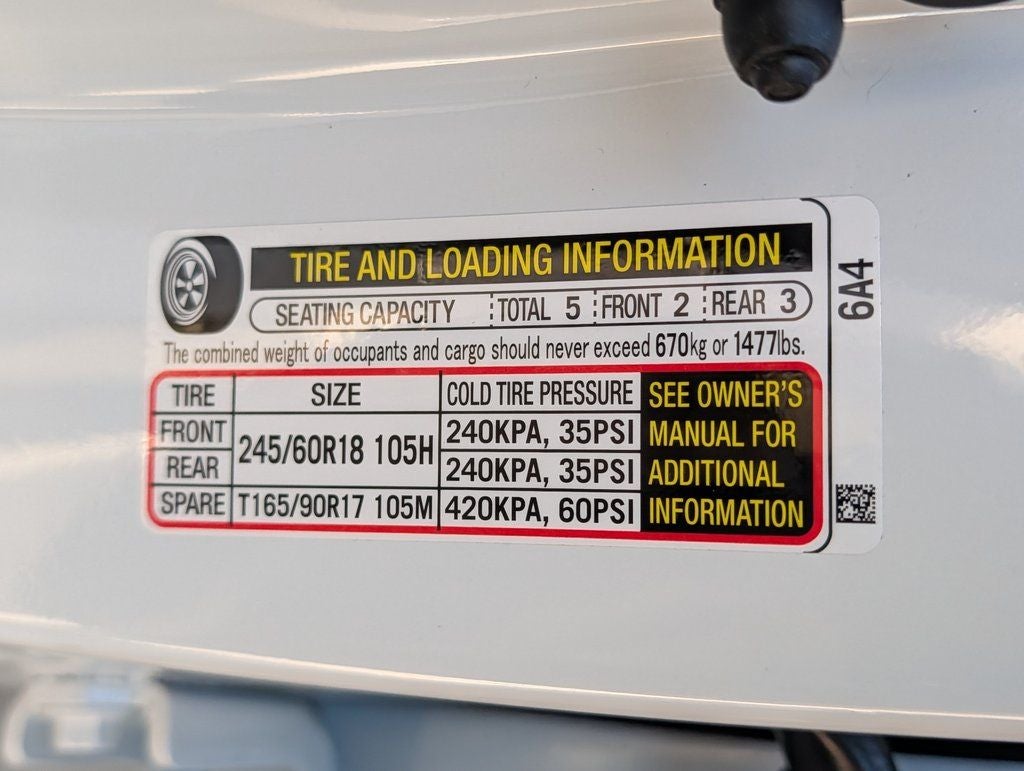 TIRE AND LOADING INFORMATION
SEATING CAPACITY TOTAL 5 FRONT 2 REAR 3
The combined weight of occupants and cargo should never exceed 670kg or 1477lbs.
TIRE SIZE COLD TIRE PRESSURE
FRONT 245/60R18 105H 240KPA, 35PSI
REAR 240KPA, 35PSI
SPARE T165/90R17 105M 420KPA, 60PSI
SEE OWNER'S
MANUAL FOR
ADDITIONAL
INFORMATION
6A4